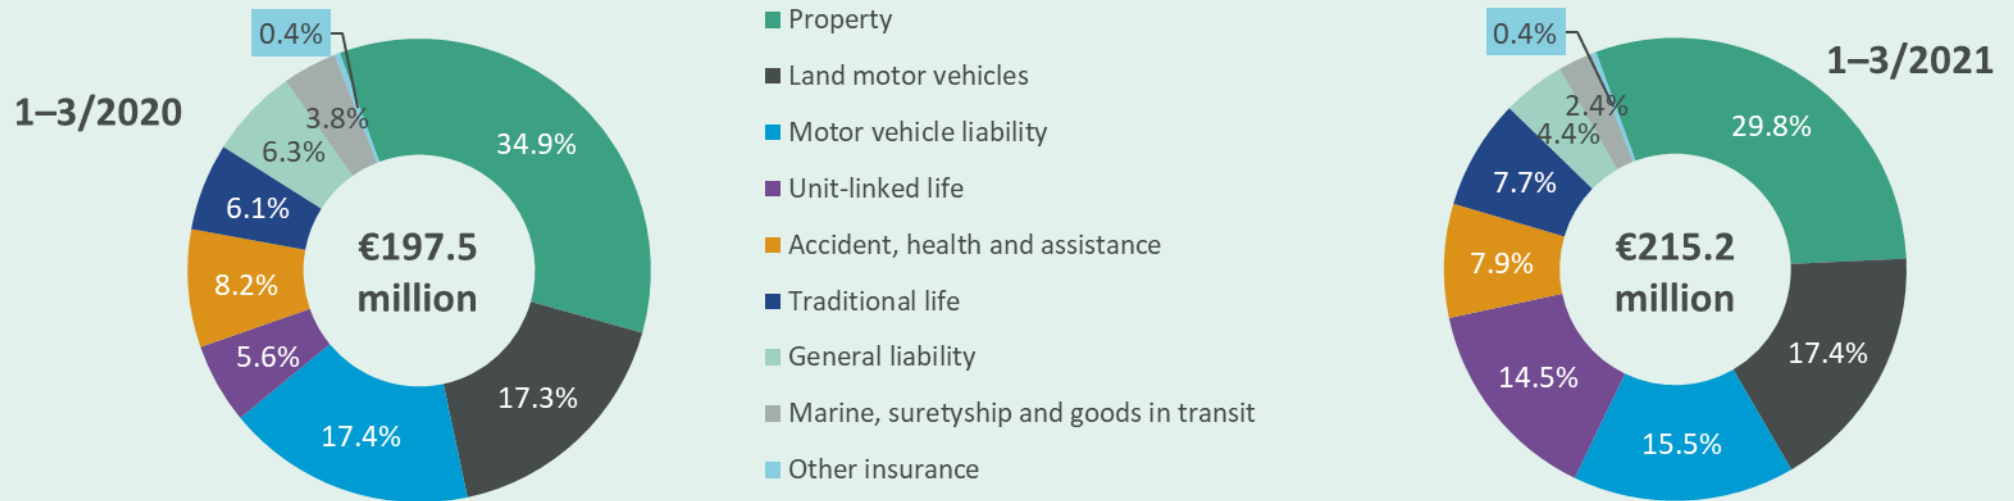 1–3/2020
0.4%
34.9%
17.3%
17.4%
5.6%
8.2%
6.1%
6.3%
3.8%
€197.5
million
Property
Land motor vehicles
Motor vehicle liability
Unit-linked life
Accident, health and assistance
Traditional life
General liability
Marine, suretyship and goods in transit
Other insurance
1–3/2021
0.4%
29.8%
17.4%
15.5%
14.5%
7.9%
7.7%
4.4%
2.4%
€215.2
million